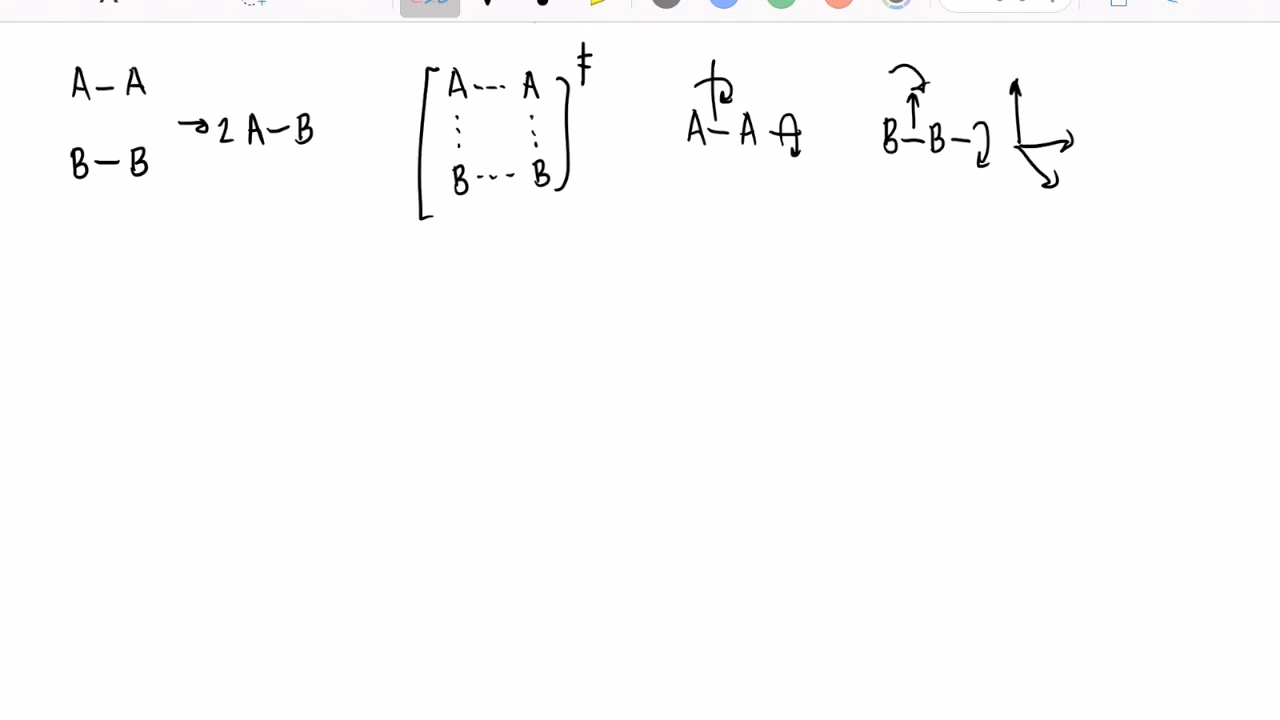 A–A
B–B
→ 2 A–B
A--- A
B--- B
‡
A–A
B–B